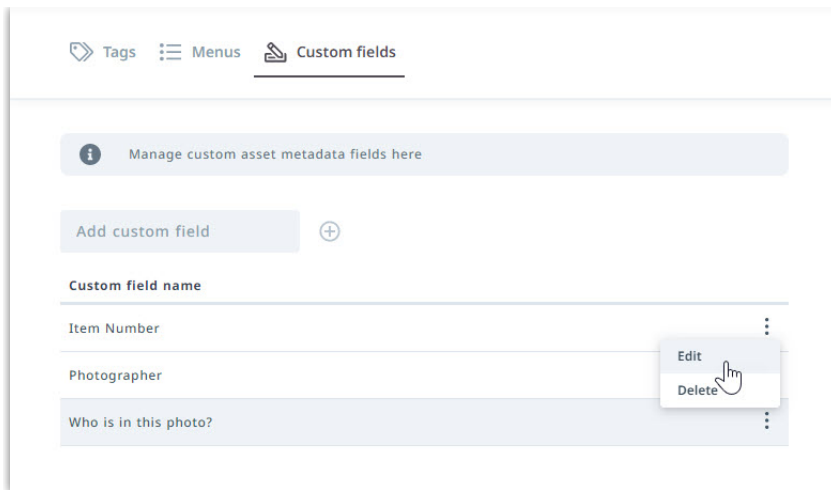 Tags Menus Custom fields
Manage custom asset metadata fields here
Add custom field
Custom field name
Item Number
Edit
Photographer
Delete
Who is in this photo?